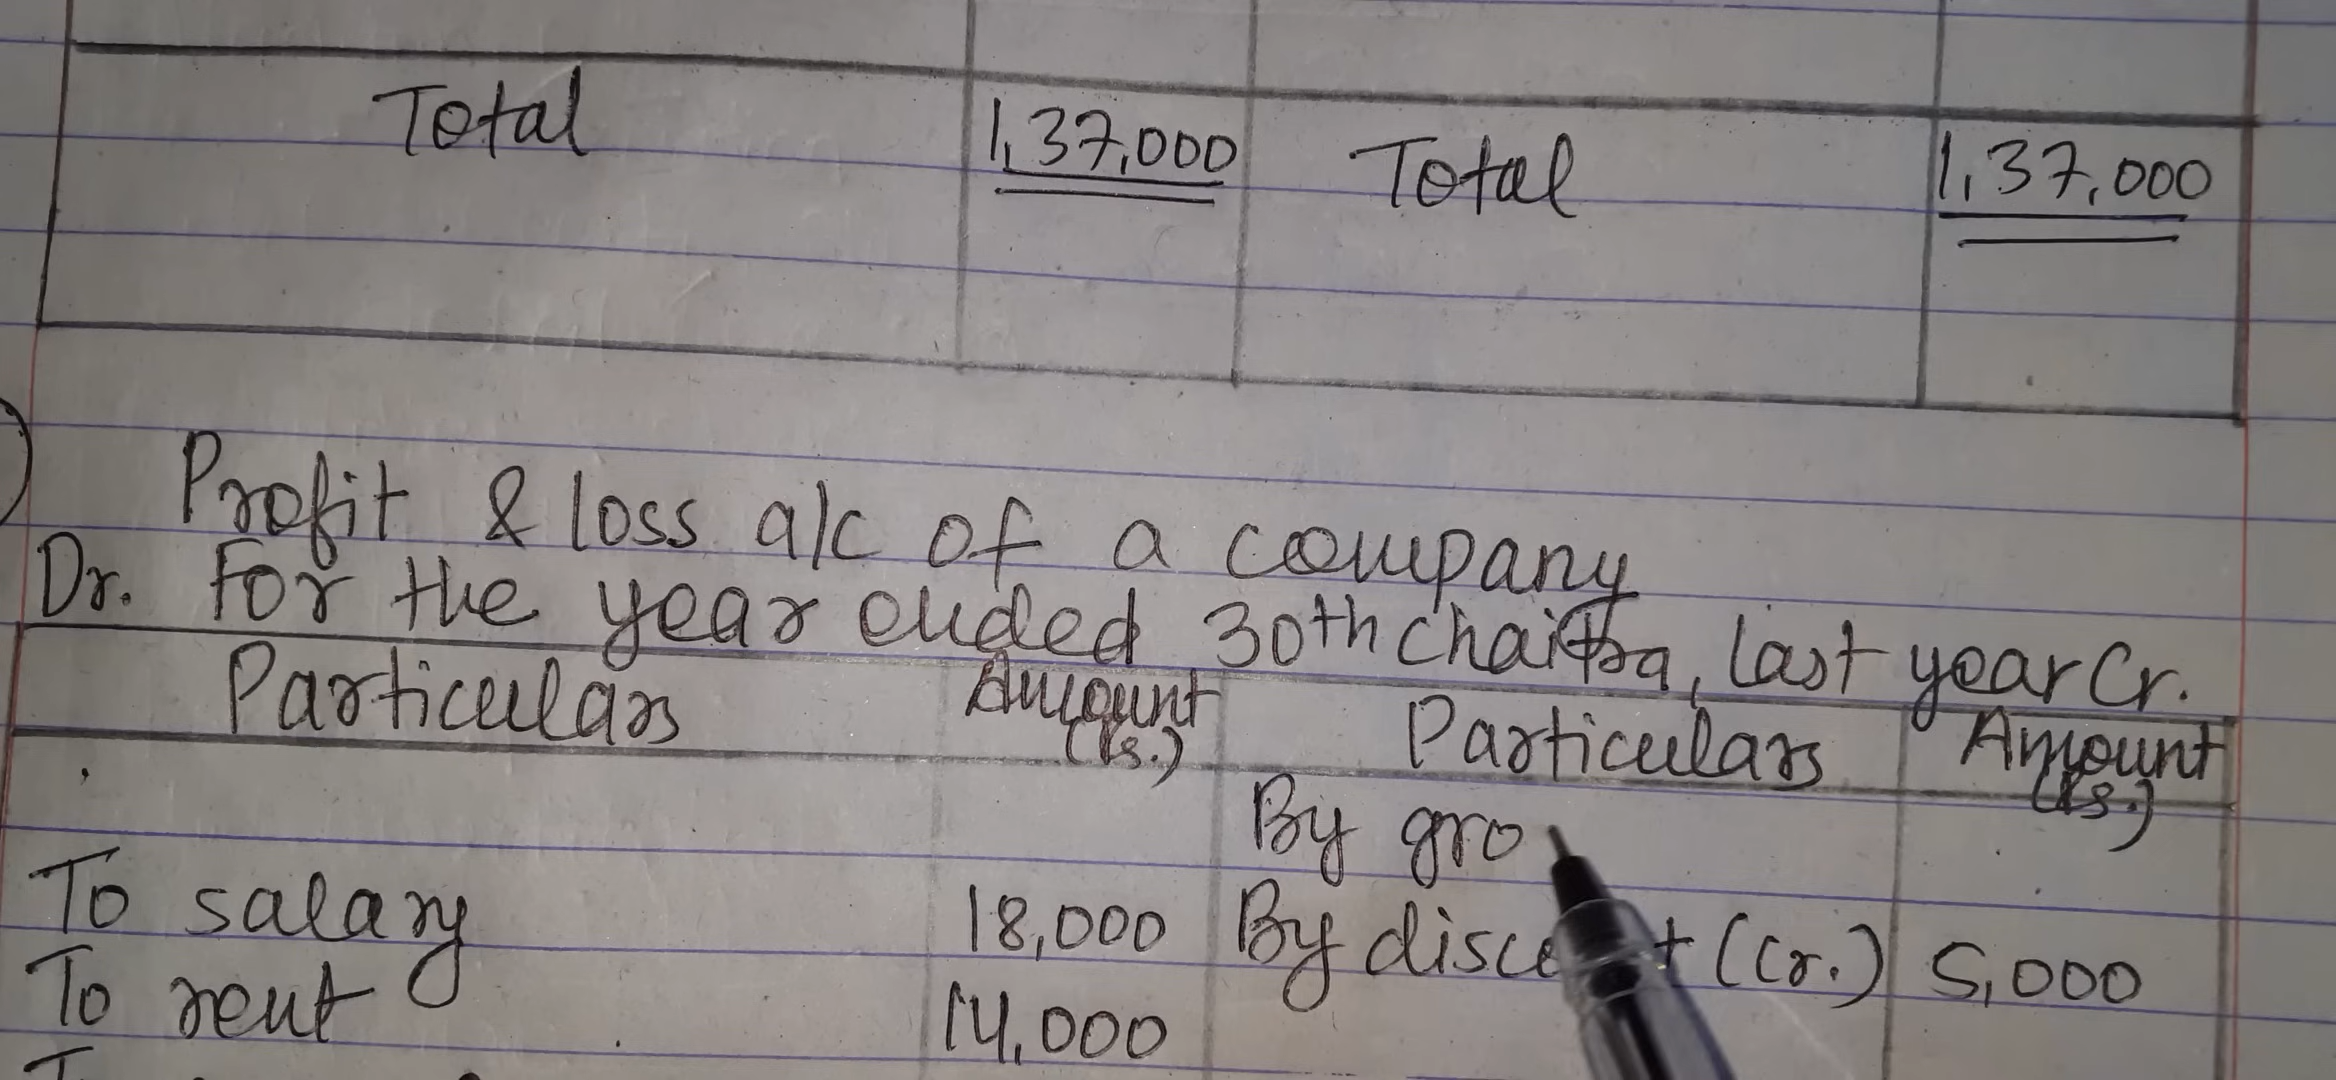 Total 1,37,000 Total 1,37,000
Profit & loss a/c of a company
Dr. For the year ended 30th chaitra, last year Cr.
Particulars Amount (Rs.) Particulars Amount (Rs.)
By gro
To salary 18,000 By (Cr.) 5,000
To rent 14,000